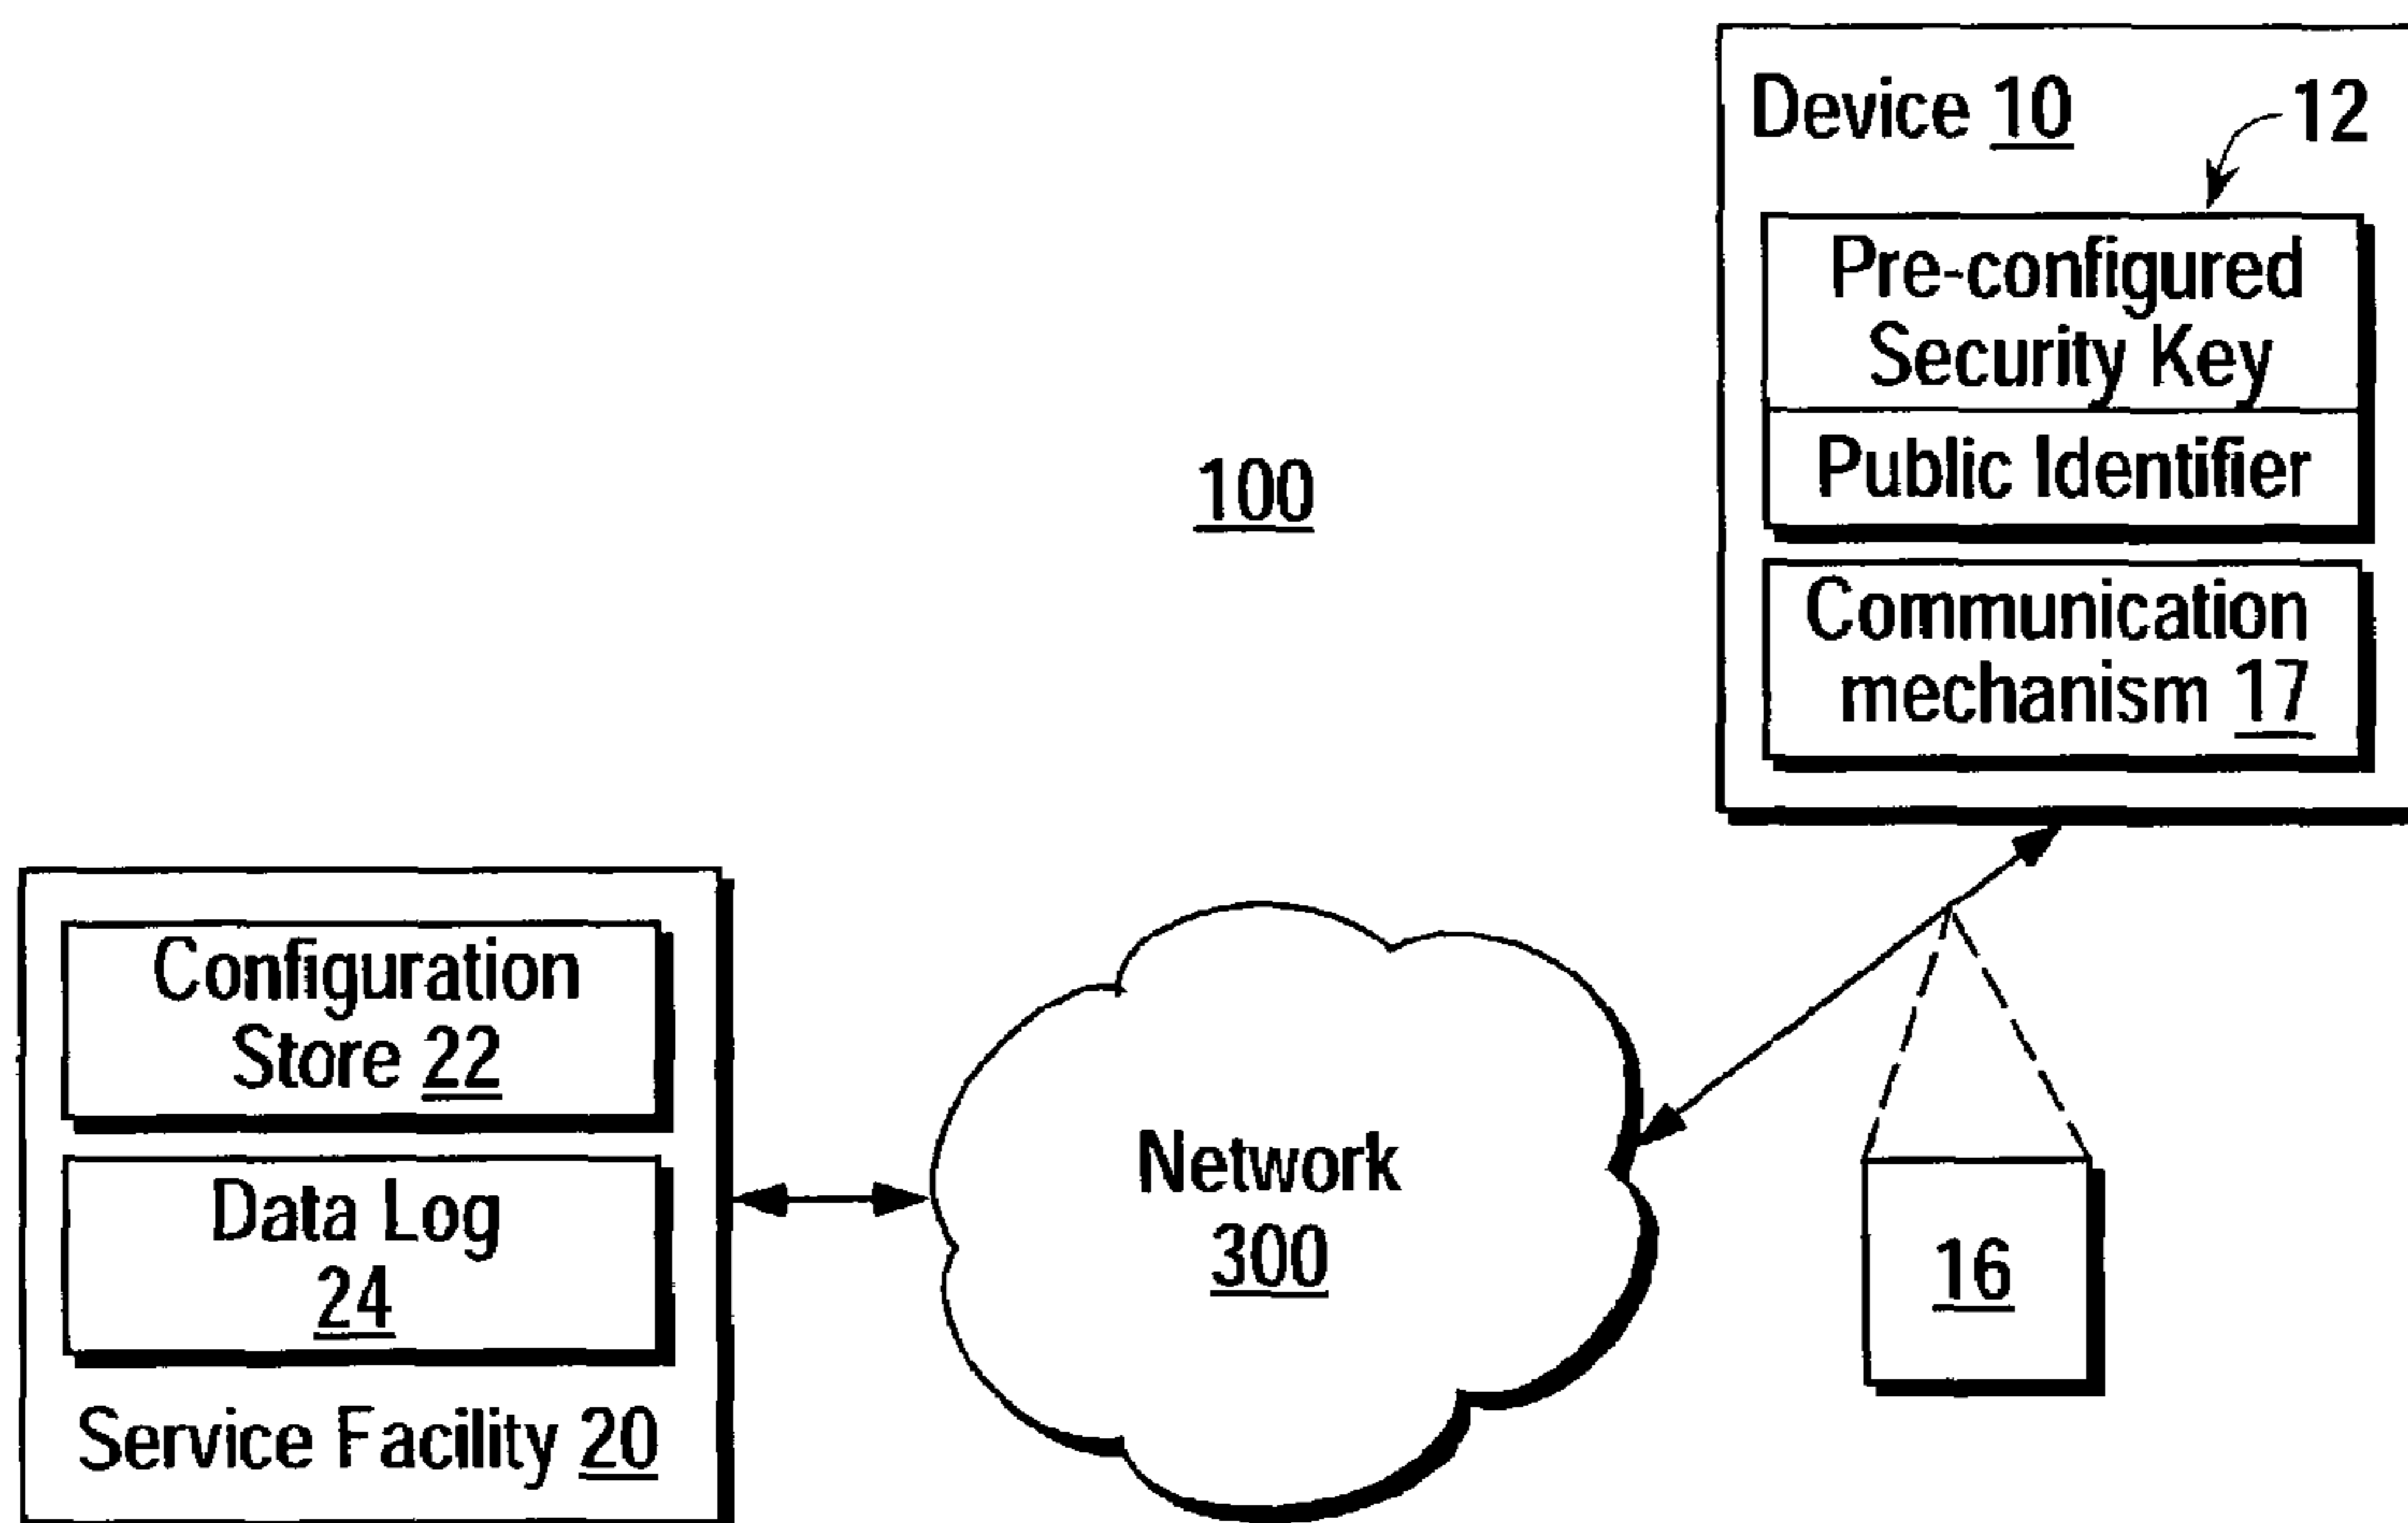 Device 10
12
Pre-configured
Security Key
Public Identifier
Communication
mechanism 17
100
Configuration
Store 22
Data Log
24
Service Facility 20
Network
300
16